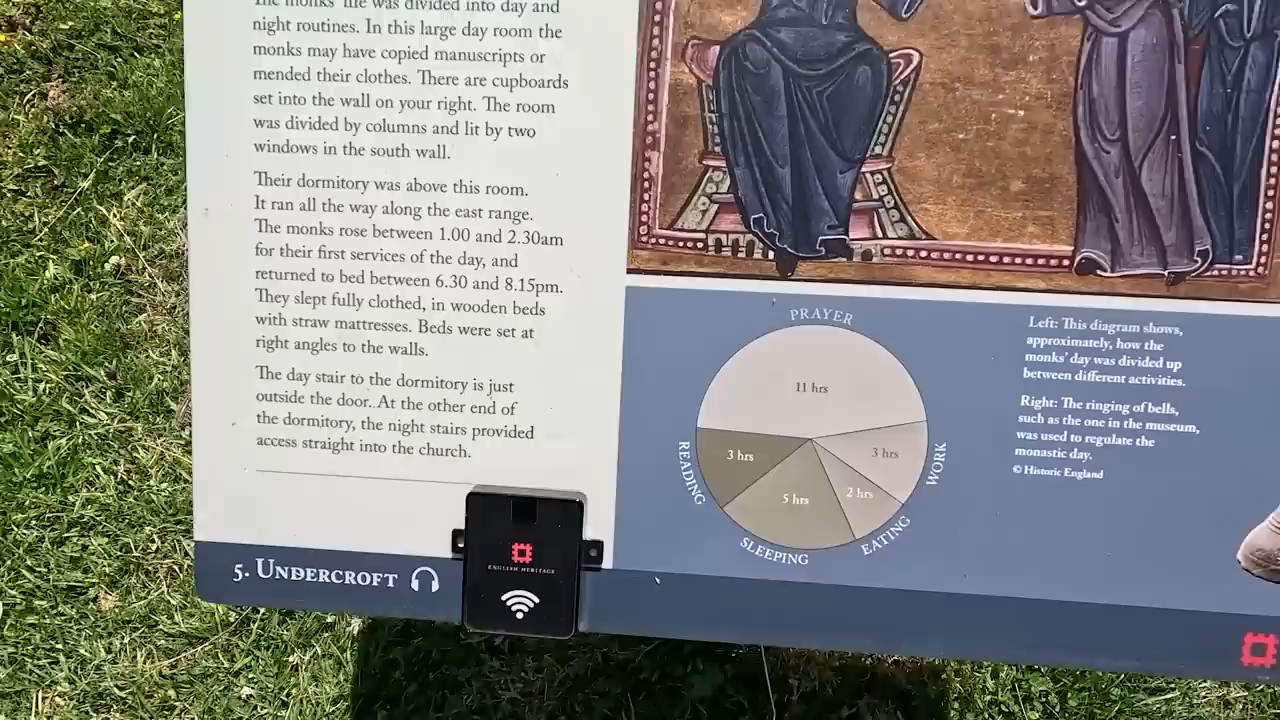 The monks' life was divided into day and
night routines. In this large day room the
monks may have copied manuscripts or
mended their clothes. There are cupboards
set into the wall on your right. The room
was divided by columns and lit by two
windows in the south wall.
Their dormitory was above this room.
It ran all the way along the east range.
The monks rose between 1.00 and 2.30am
for their first services of the day, and
returned to bed between 6.30 and 8.15pm.
They slept fully clothed, in wooden beds
with straw mattresses. Beds were set at
right angles to the walls.
The day stair to the dormitory is just
outside the door. At the other end of
the dormitory, the night stairs provided
access straight into the church.
5. UNDERCROFT
ENGLISH HERITAGE
PRAYER
11 hrs
READING
3 hrs
3 hrs
WORK
5 hrs
2 hrs
SLEEPING
EATING
Left: This diagram shows,
approximately, how the
monks' day was divided up
between different activities.
Right: The ringing of bells,
such as the one in the museum,
was used to regulate the
monastic day.
© Historic England